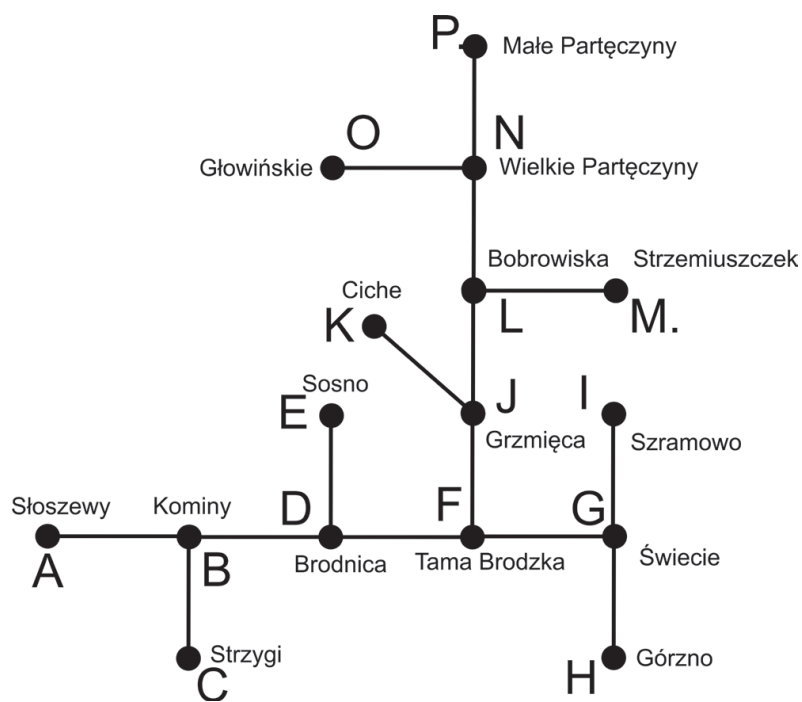 P. Małe Partęczyny
O N
Głowińskie Wielkie Partęczyny
Bobrowiska Strzemiuszczek
Ciche
K L M.
Sosno
E J I
Grzmięca Szramowo
Słoszewy Kominy D F G
A B Brodnica Tama Brodzka Świecie
Strzygi Górzno
C H